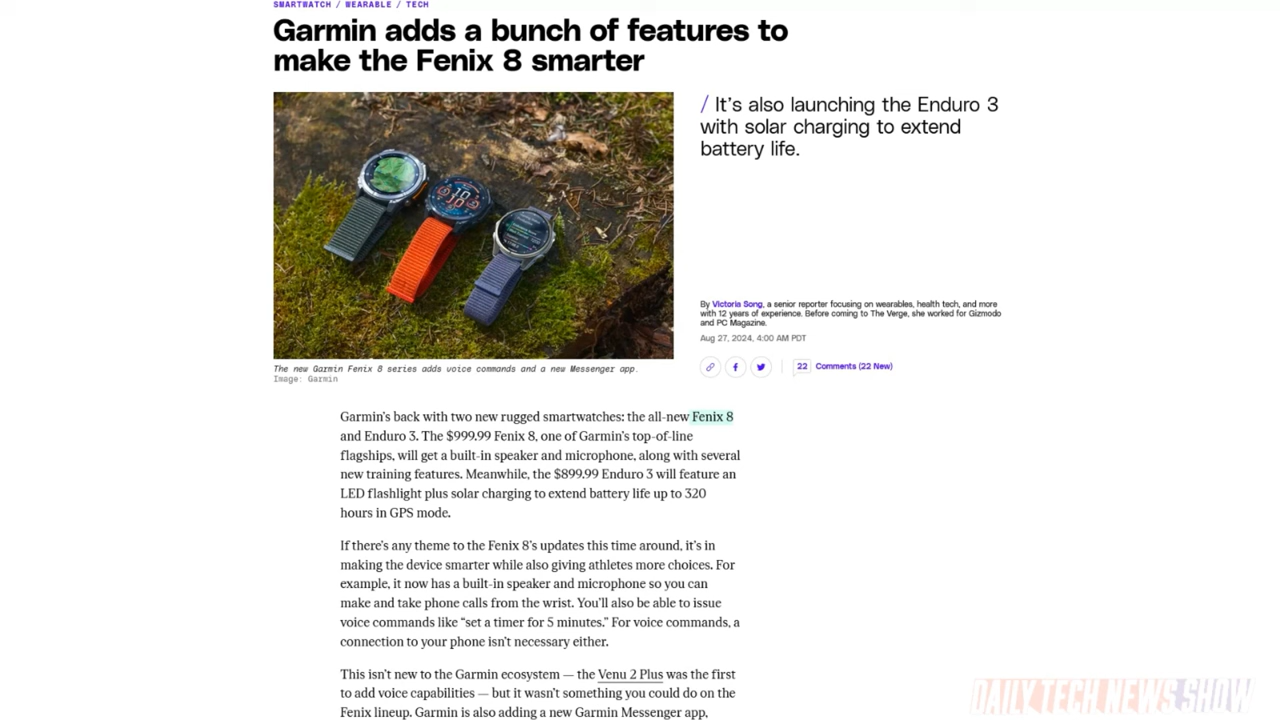 SMARTWATCH / WEARABLE / TECH
Garmin adds a bunch of features to
make the Fenix 8 smarter
/ It’s also launching the Enduro 3
with solar charging to extend
battery life.
10
10
By Victoria Song, a senior reporter focusing on wearables, health tech, and more
with 12 years of experience. Before coming to The Verge, she worked for Gizmodo
and PC Magazine.
Aug 27, 2024, 4:00 AM PDT
22 Comments (22 New)
The new Garmin Fenix 8 series adds voice commands and a new Messenger app.
Image: Garmin
Garmin’s back with two new rugged smartwatches: the all-new Fenix 8
and Enduro 3. The $999.99 Fenix 8, one of Garmin’s top-of-line
flagships, will get a built-in speaker and microphone, along with several
new training features. Meanwhile, the $899.99 Enduro 3 will feature an
LED flashlight plus solar charging to extend battery life up to 320
hours in GPS mode.
If there’s any theme to the Fenix 8’s updates this time around, it’s in
making the device smarter while also giving athletes more choices. For
example, it now has a built-in speaker and microphone so you can
make and take phone calls from the wrist. You’ll also be able to issue
voice commands like “set a timer for 5 minutes.” For voice commands, a
connection to your phone isn’t necessary either.
This isn’t new to the Garmin ecosystem — the Venu 2 Plus was the first
to add voice capabilities — but it wasn’t something you could do on the
Fenix lineup. Garmin is also adding a new Garmin Messenger app,
DAILY TECH NEWS SHOW